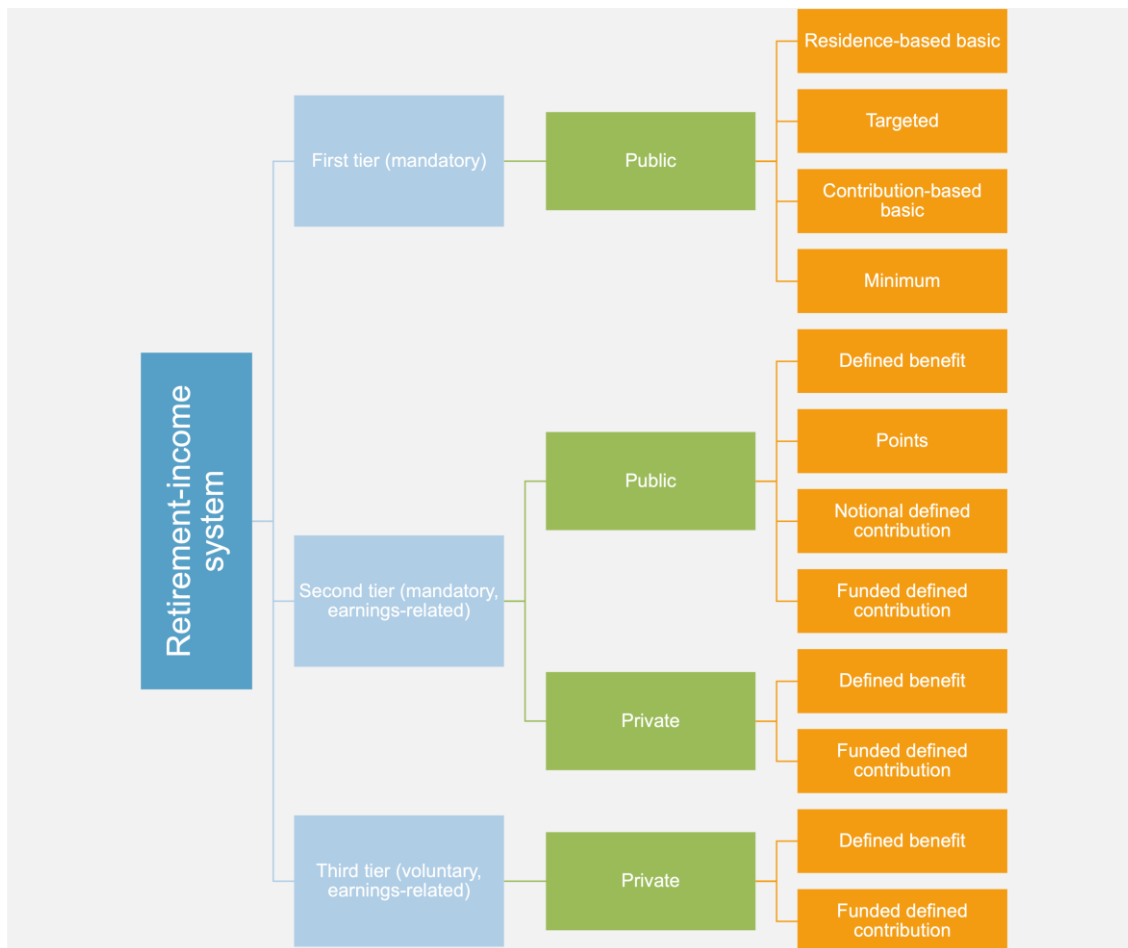 Retirement-income
system
First tier (mandatory)
Public
Residence-based basic
Targeted
Contribution-based
basic
Minimum
Second tier (mandatory,
earnings-related)
Public
Defined benefit
Points
Notional defined
contribution
Funded defined
contribution
Private
Defined benefit
Funded defined
contribution
Third tier (voluntary,
earnings-related)
Private
Defined benefit
Funded defined
contribution